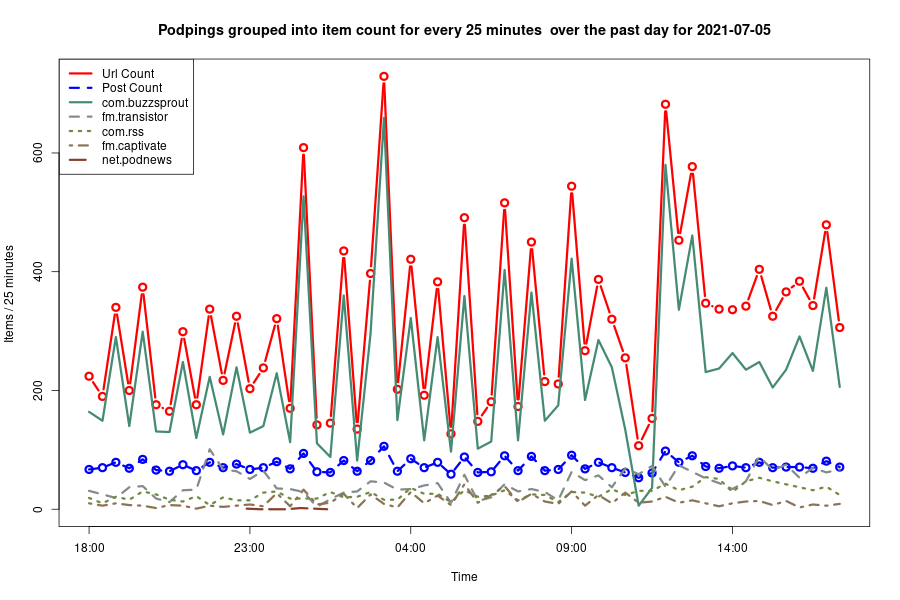 Podpings grouped into item count for every 25 minutes  over the past day for 2021-07-05
Url Count
Post Count
com.buzzsprout
fm.transistor
com.rss
fm.captivate
net.podnews
Items / 25 minutes
600
400
200
0
18:00 23:00 04:00 09:00 14:00
Time